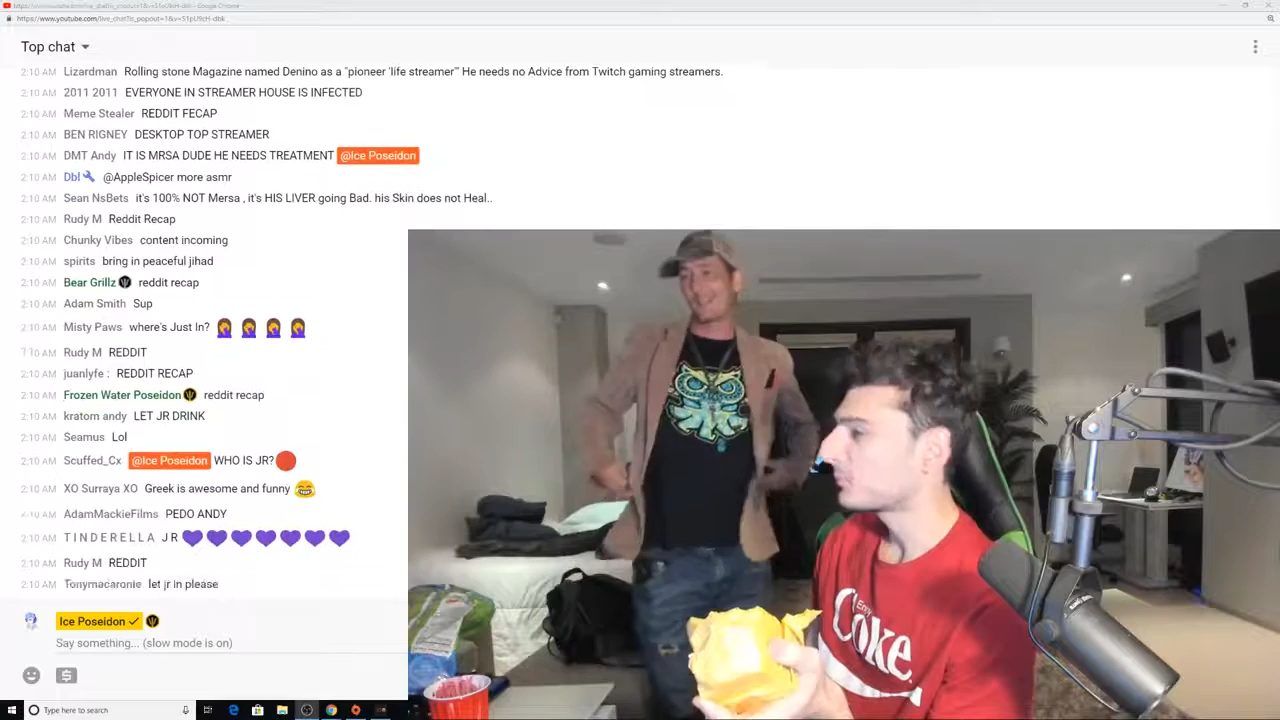 https://www.youtube.com/live_chat?is_popout=1&v=51pU9cH-dbk
Top chat
2:10 AM Lizardman Rolling stone Magazine named Denino as a "pioneer 'life streamer'" He needs no Advice from Twitch gaming streamers.
2:10 AM 2011 2011 EVERYONE IN STREAMER HOUSE IS INFECTED
2:10 AM Meme Stealer REDDIT FECAP
2:10 AM BEN RIGNEY DESKTOP TOP STREAMER
2:10 AM DMT Andy IT IS MRSA DUDE HE NEEDS TREATMENT @Ice Poseidon
2:10 AM Dbl @AppleSpicer more asmr
2:10 AM Sean NsBets it's 100% NOT Mersa , it's HIS LIVER going Bad. his Skin does not Heal..
2:10 AM Rudy M Reddit Recap
2:10 AM Chunky Vibes content incoming
2:10 AM spirits bring in peaceful jihad
2:10 AM Bear Grillz reddit recap
2:10 AM Adam Smith Sup
2:10 AM Misty Paws where's Just In? 🤦‍♀️ 🤦‍♀️ 🤦‍♀️ 🤦‍♀️
2:10 AM Rudy M REDDIT
2:10 AM juanlyfe : REDDIT RECAP
2:10 AM Frozen Water Poseidon reddit recap
2:10 AM kratom andy LET JR DRINK
2:10 AM Seamus Lol
2:10 AM Scuffed_Cx @Ice Poseidon WHO IS JR?🔴
2:10 AM XO Surraya XO Greek is awesome and funny 😂
2:10 AM AdamMackieFilms PEDO ANDY
2:10 AM T I N D E R E L L A J R 💜💜💜💜💜💜💜
2:10 AM Rudy M REDDIT
2:10 AM Tonymacaronie let jr in please
Ice Poseidon ✓
Say something... (slow mode is on)
Type here to search
Enjoy
Coke